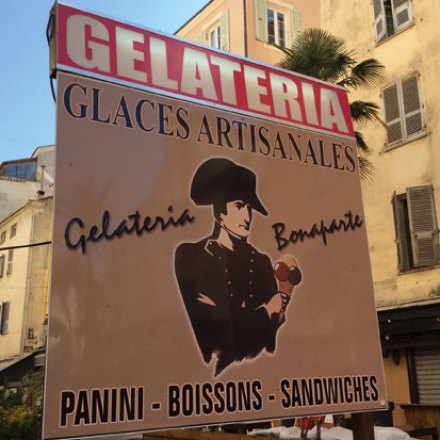 GELATERIA
GLACES ARTISANALES
Gelateria Bonaparte
PANINI - BOISSONS - SANDWICHES